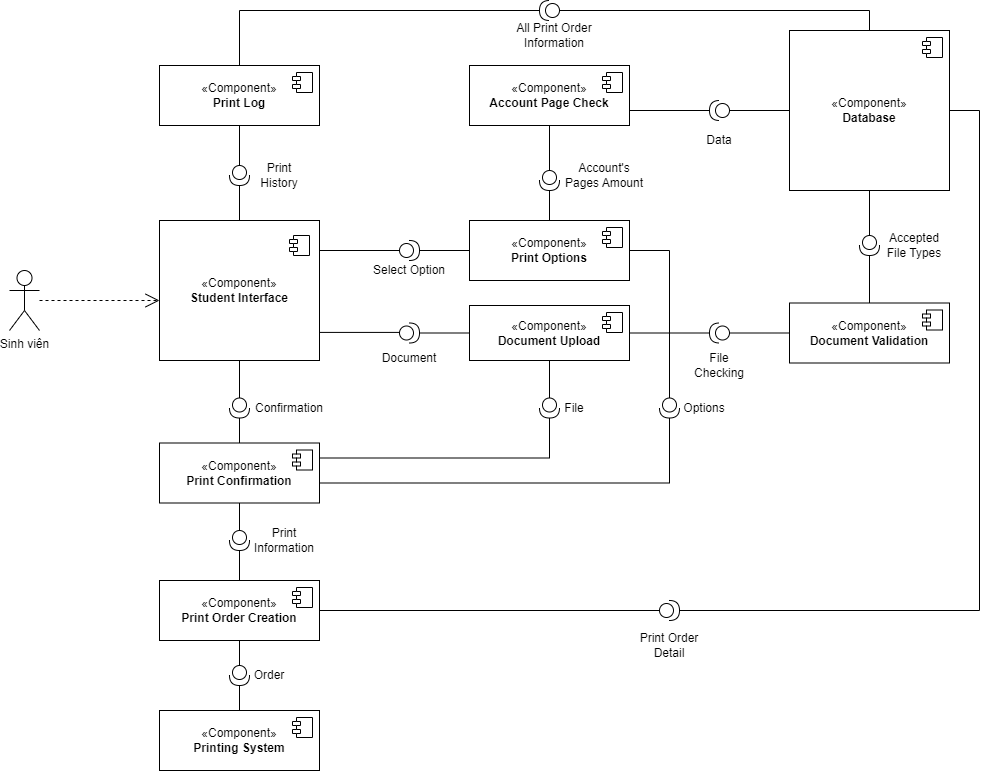 All Print Order
Information
«Component»
Print Log
«Component»
Account Page Check
«Component»
Database
Data
Print
History
Account's
Pages Amount
«Component»
Student Interface
Select Option
«Component»
Print Options
Accepted
File Types
Sinh viên
Document
«Component»
Document Upload
File
Checking
«Component»
Document Validation
Confirmation
File
Options
«Component»
Print Confirmation
Print
Information
«Component»
Print Order Creation
Print Order
Detail
Order
«Component»
Printing System